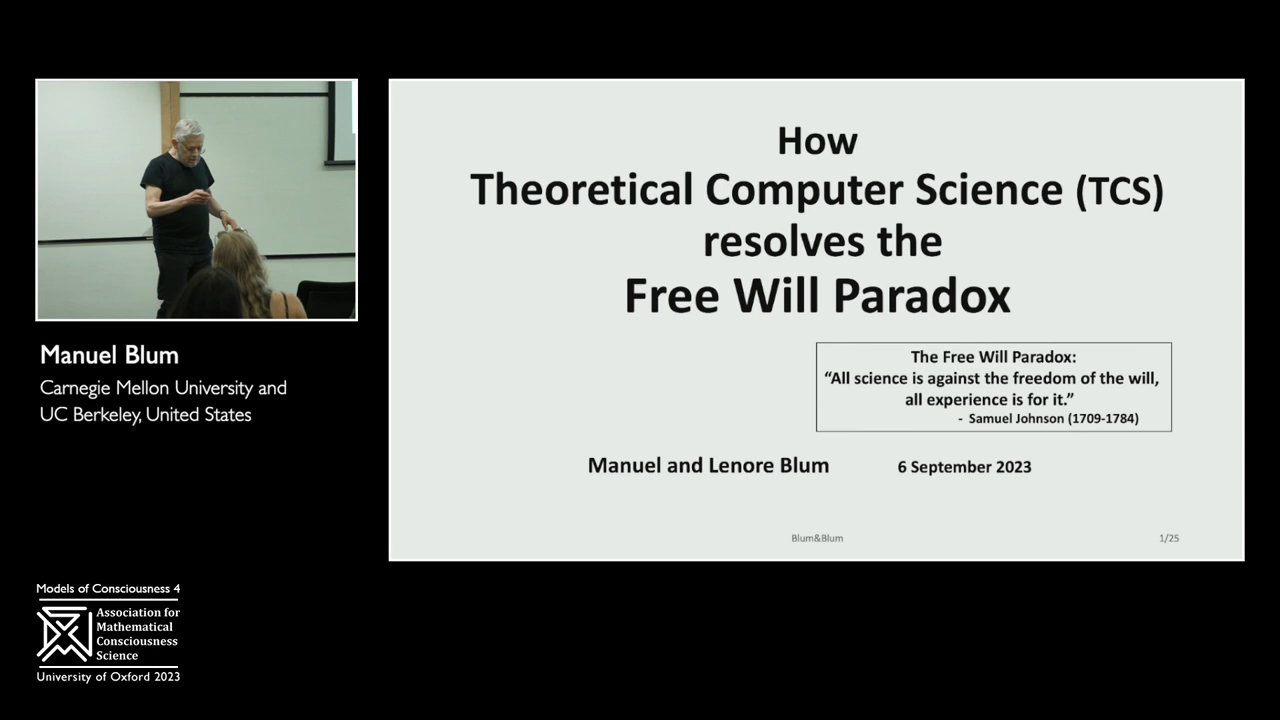 How
Theoretical Computer Science (TCS)
resolves the
Free Will Paradox
The Free Will Paradox:
“All science is against the freedom of the will,
all experience is for it.”
- Samuel Johnson (1709-1784)
Manuel and Lenore Blum 6 September 2023
Blum&Blum 1/25
Manuel Blum
Carnegie Mellon University and
UC Berkeley, United States
Models of Consciousness 4
Association for
Mathematical
Consciousness
Science
University of Oxford 2023